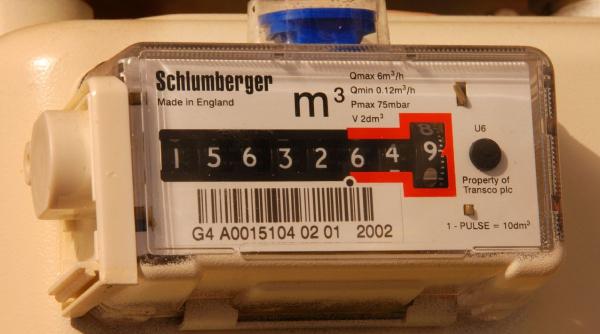 Schlumberger
Made in England
m³
Qmax 6m³/h
Qmin 0.12m³/h
Pmax 75mbar
V 2dm³
1 5 6 3 2 6 4 9
U6
Property of
Transco plc
G4 A0015104 02 01 2002
1 - PULSE = 10dm³